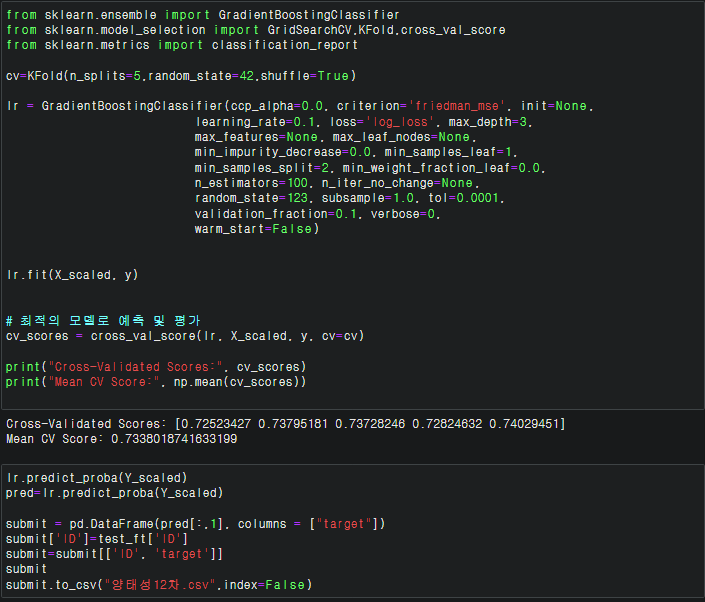 from sklearn.ensemble import GradientBoostingClassifier
from sklearn.model_selection import GridSearchCV,KFold,cross_val_score
from sklearn.metrics import classification_report
cv=KFold(n_splits=5,random_state=42,shuffle=True)
lr = GradientBoostingClassifier(ccp_alpha=0.0, criterion='friedman_mse', init=None,
learning_rate=0.1, loss='log_loss', max_depth=3,
max_features=None, max_leaf_nodes=None,
min_impurity_decrease=0.0, min_samples_leaf=1,
min_samples_split=2, min_weight_fraction_leaf=0.0,
n_estimators=100, n_iter_no_change=None,
random_state=123, subsample=1.0, tol=0.0001,
validation_fraction=0.1, verbose=0,
warm_start=False)
lr.fit(X_scaled, y)
# 최적의 모델로 예측 및 평가
cv_scores = cross_val_score(lr, X_scaled, y, cv=cv)
print("Cross-Validated Scores:", cv_scores)
print("Mean CV Score:", np.mean(cv_scores))
Cross-Validated Scores: [0.72523427 0.73795181 0.73728246 0.72824632 0.74029451]
Mean CV Score: 0.7338018741633199
lr.predict_proba(Y_scaled)
pred=lr.predict_proba(Y_scaled)
submit = pd.DataFrame(pred[:,1], columns = ["target"])
submit['ID']=test_ft['ID']
submit=submit[['ID', 'target']]
submit
submit.to_csv("양태성12차.csv",index=False)